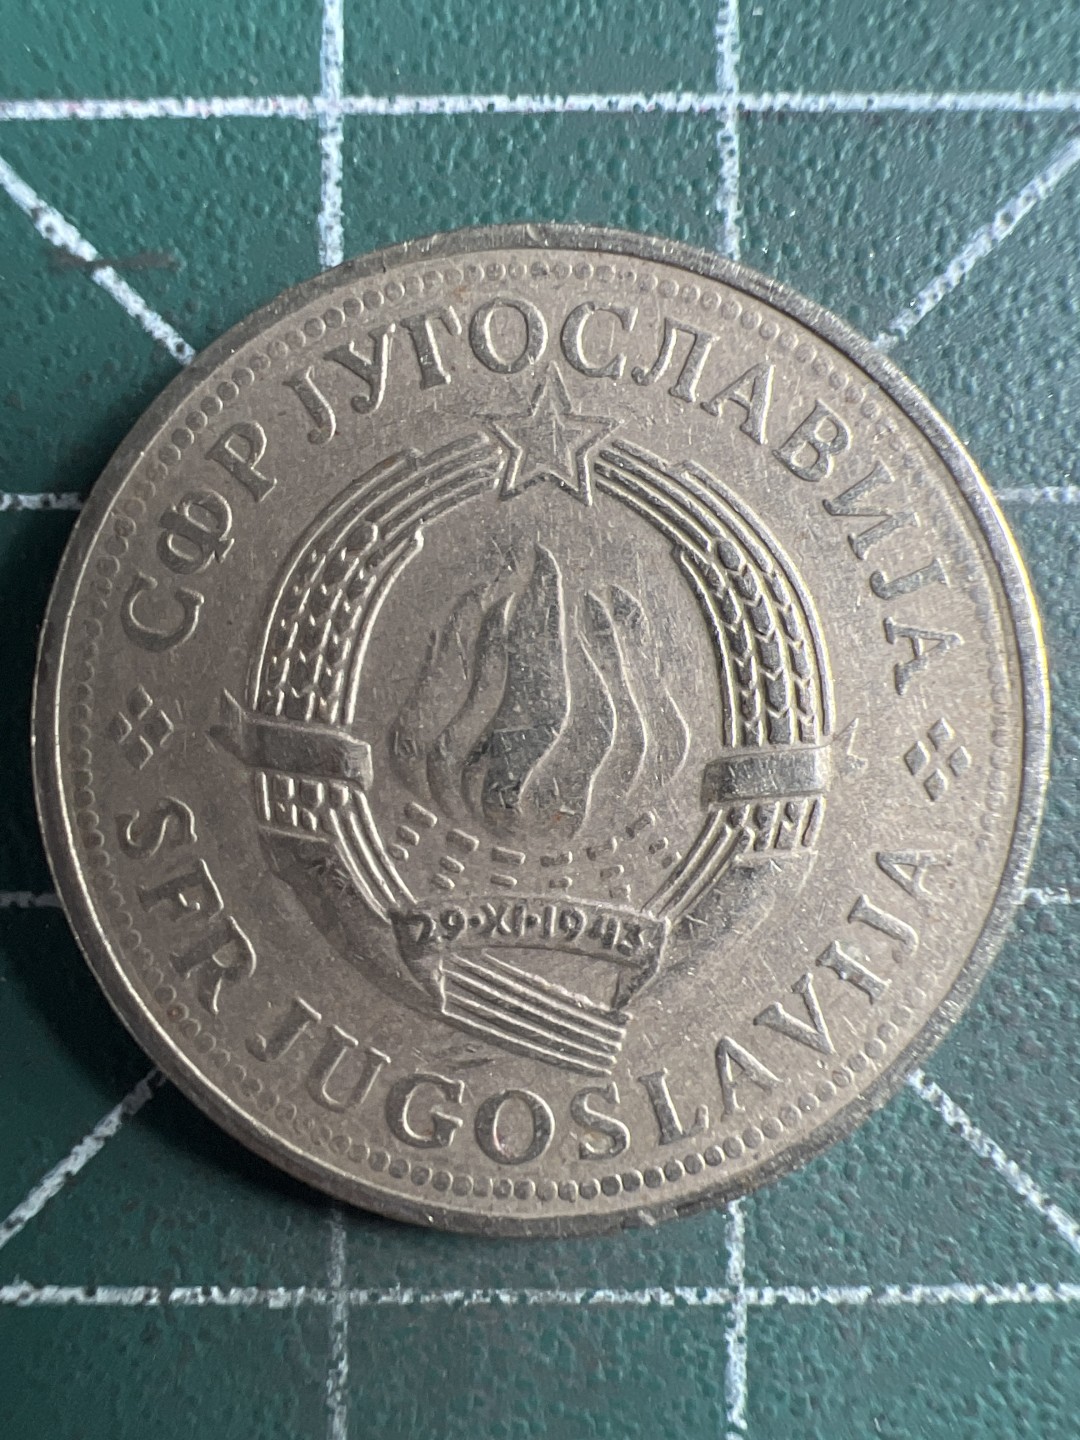 СФР ЈУГОСЛАВИЈА
29·XI·1943
SFR JUGOSLAVIJA